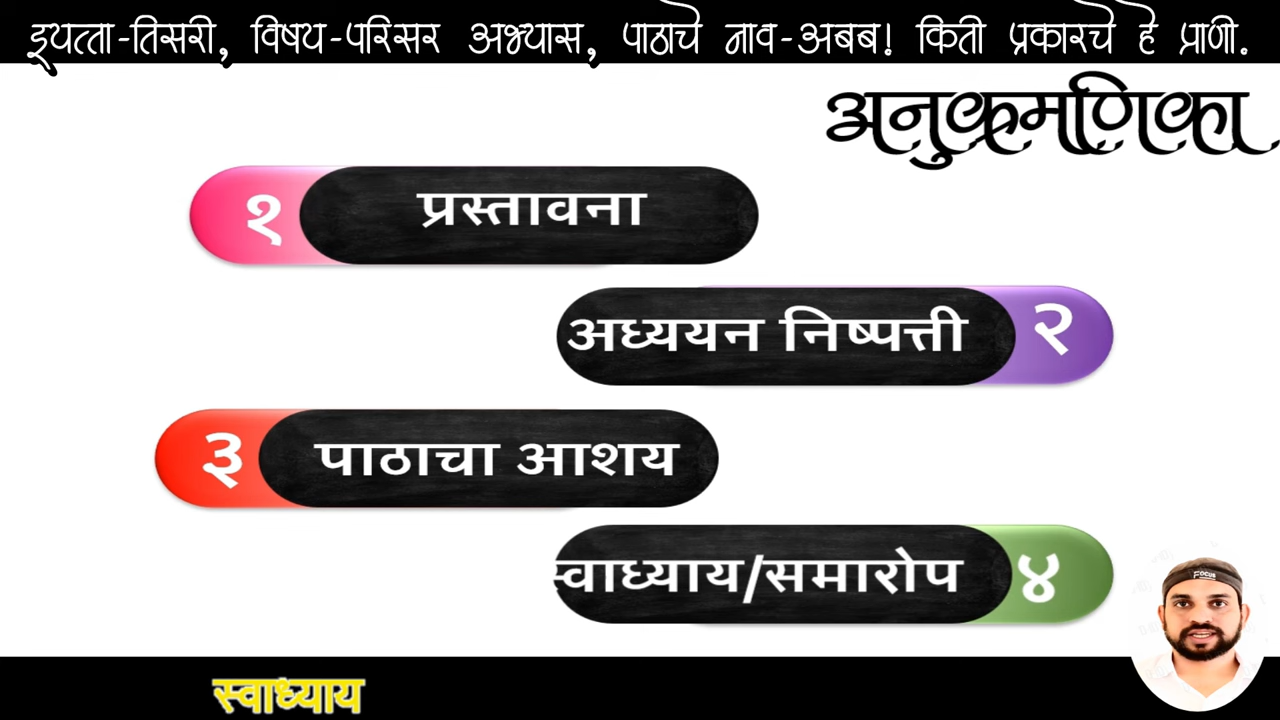 इयत्ता-तिसरी, विषय-परिसर अभ्यास, पाठाचे नाव-अबब! किती प्रकारचे हे प्राणी.
अनुक्रमणिका
१ प्रस्तावना
अध्ययन निष्पत्ती २
३ पाठाचा आशय
स्वाध्याय/समारोप ४
FOCUS
स्वाध्याय